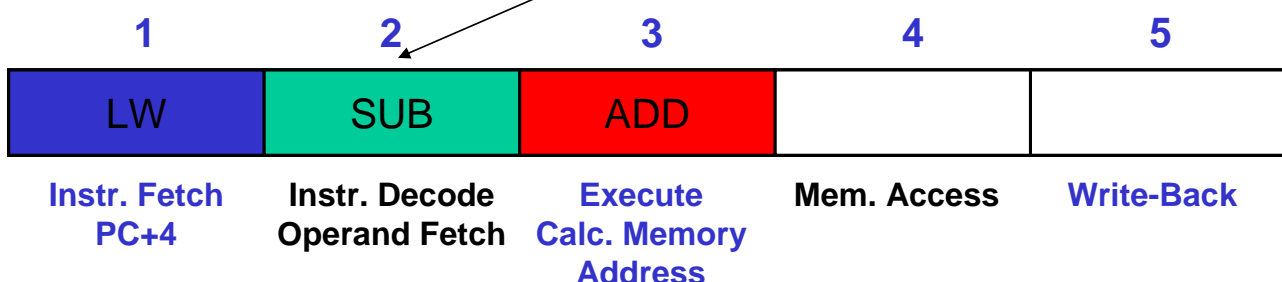 1 2 3 4 5
LW SUB ADD
Instr. Fetch Instr. Decode Execute Mem. Access Write-Back
PC+4 Operand Fetch Calc. Memory
Address